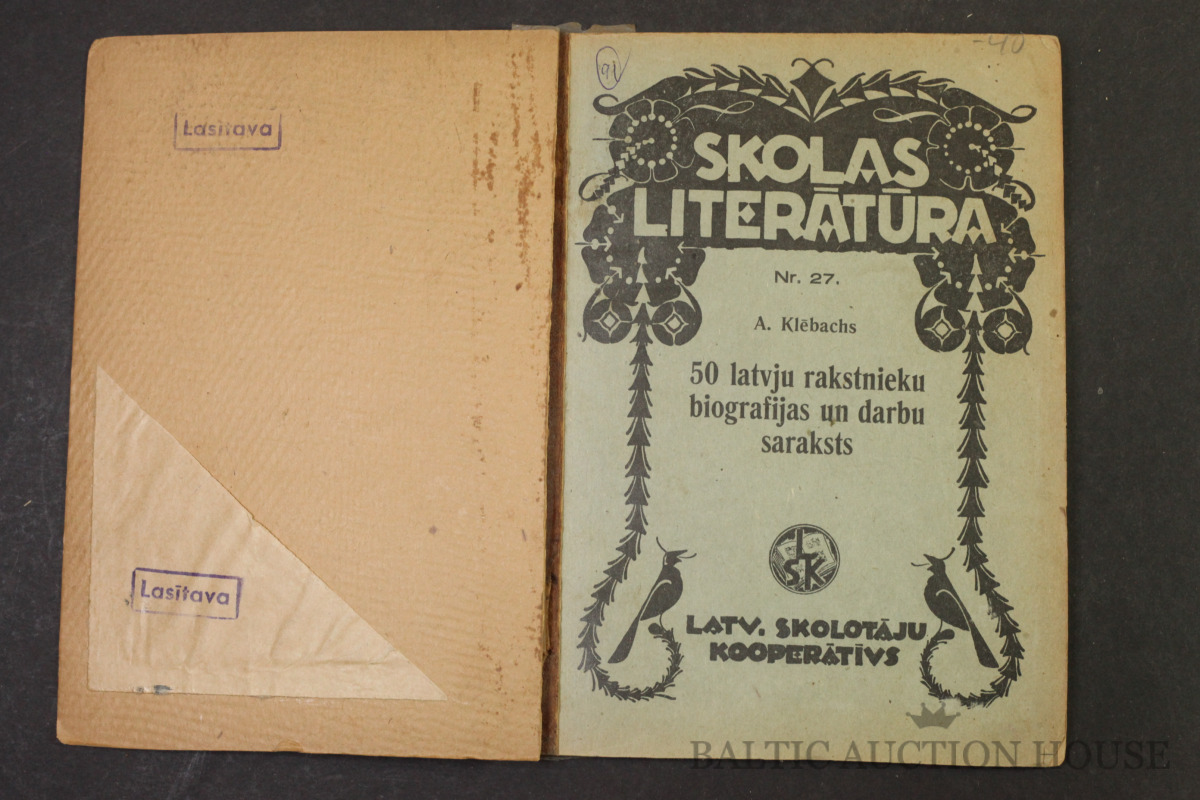 Lasītava
Lasītava
91
-40
SKOLAS
LITERĀTŪRA
Nr. 27.
A. Klēbachs
50 latvju rakstnieku
biografijas un darbu
saraksts
LSK
LATV. SKOLOTĀJU
KOOPERĀTĪVS
BALTIC AUCTION HOUSE